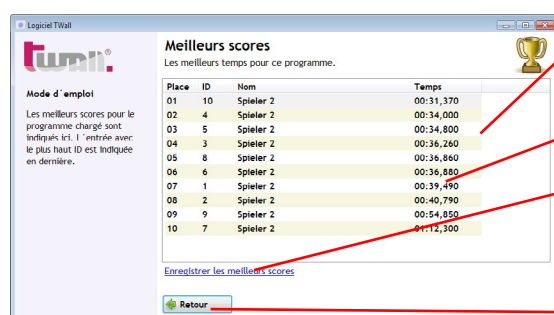 Logiciel TWall
twall®
Mode d´emploi
Les meilleurs scores pour le
programme chargé sont
indiqués ici. L´entrée avec
le plus haut ID est indiquée
en dernière.
Meilleurs scores
Les meilleurs temps pour ce programme.
Place ID Nom Temps
01 10 Spieler 2 00:31,370
02 4 Spieler 2 00:34,000
03 5 Spieler 2 00:34,800
04 3 Spieler 2 00:36,260
05 8 Spieler 2 00:36,860
06 6 Spieler 2 00:36,880
07 1 Spieler 2 00:39,490
08 2 Spieler 2 00:40,790
09 9 Spieler 2 00:54,850
10 7 Spieler 2 01:12,300
Enregistrer les meilleurs scores
Retour